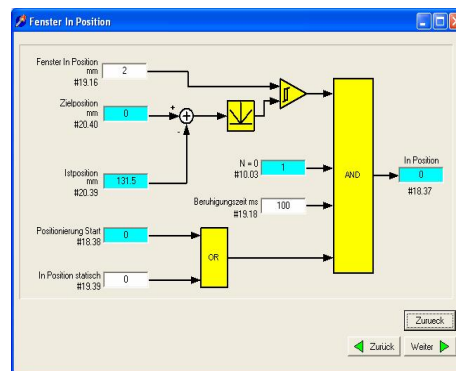 Fenster In Position
Fenster In Position
mm
#19.16
2
Zielposition
mm
#20.40
0
+
-
Istposition
mm
#20.39
131.5
N = 0
#10.03
1
Beruhigungszeit ms
#19.18
100
Positionierung Start
#18.38
0
In Position statisch
#19.39
0
OR
AND
In Position
0
#18.37
Zurueck
Zurück
Weiter